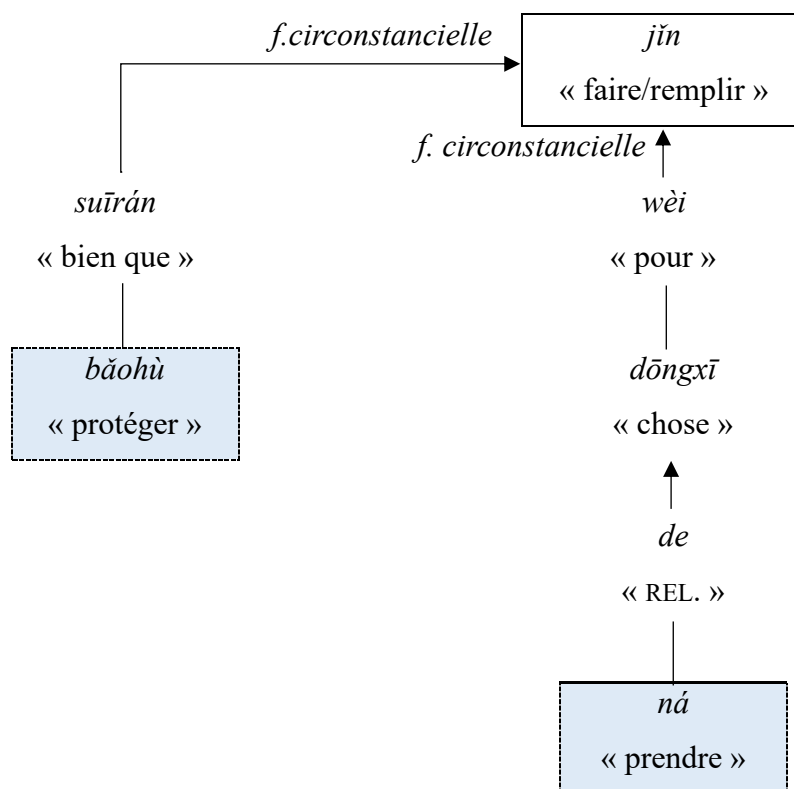 f.circonstancielle
jǐn
« faire/remplir »
f. circonstancielle
suīrán
« bien que »
wèi
« pour »
bǎohù
« protéger »
dōngxī
« chose »
de
« REL. »
ná
« prendre »